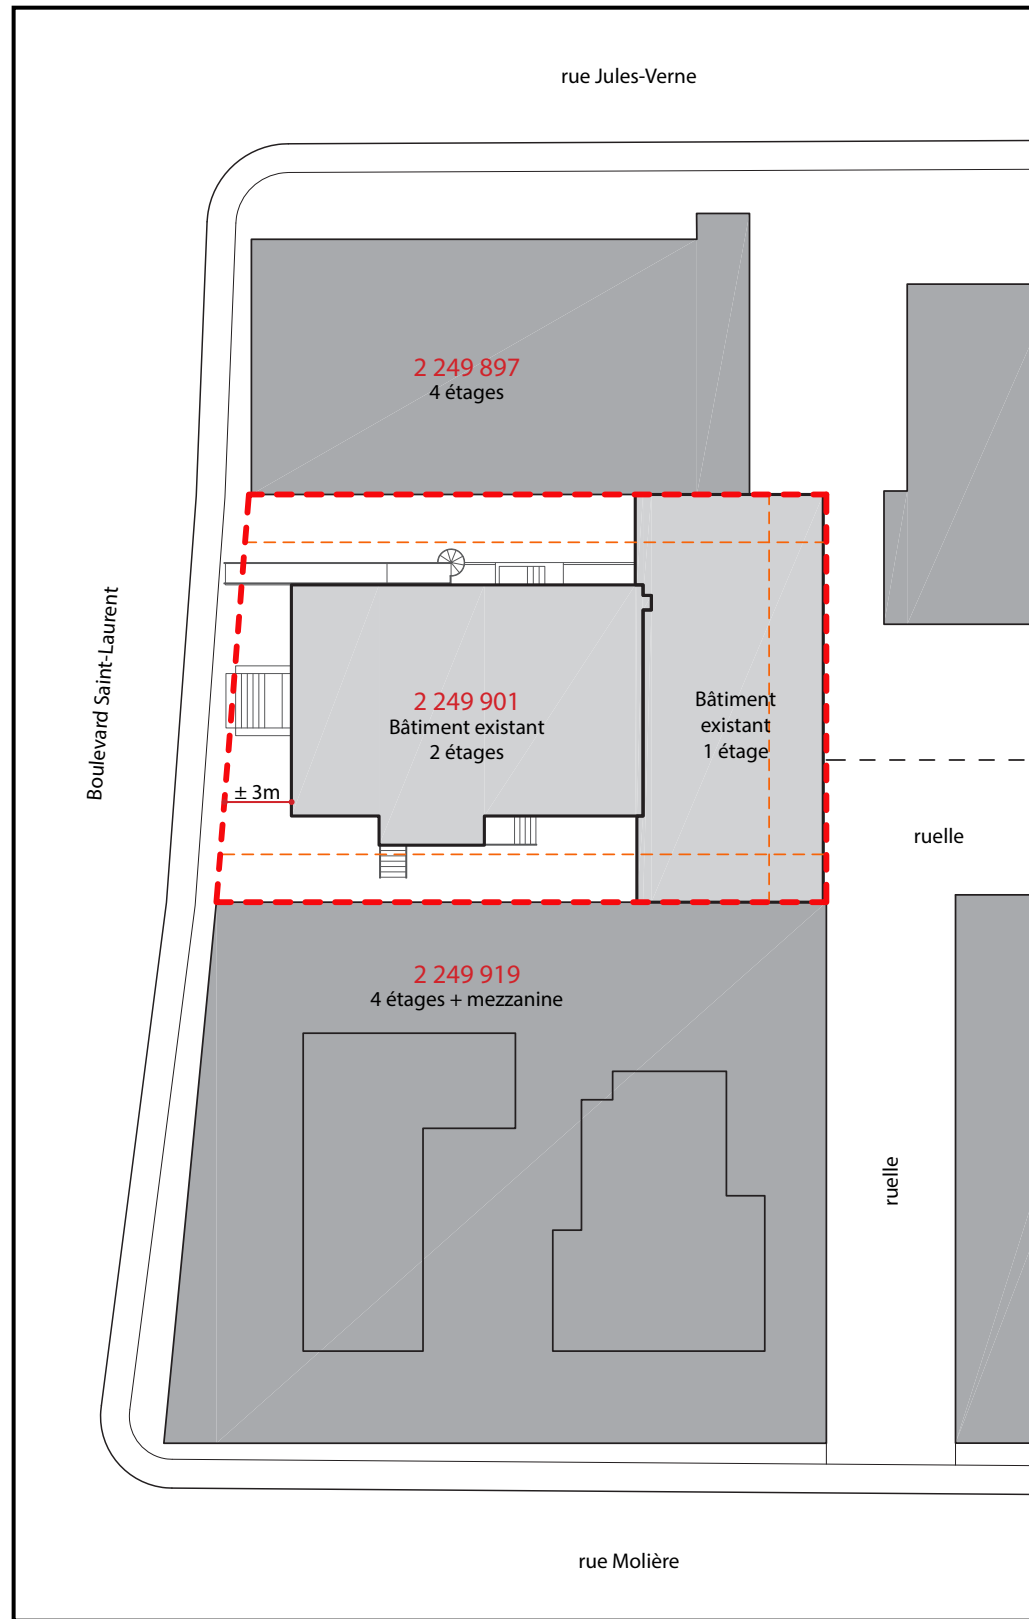 rue Jules-Verne
2 249 897
4 étages
Boulevard Saint-Laurent
2 249 901
Bâtiment existant
2 étages
Bâtiment
existant
1 étage
± 3m
ruelle
2 249 919
4 étages + mezzanine
ruelle
rue Molière